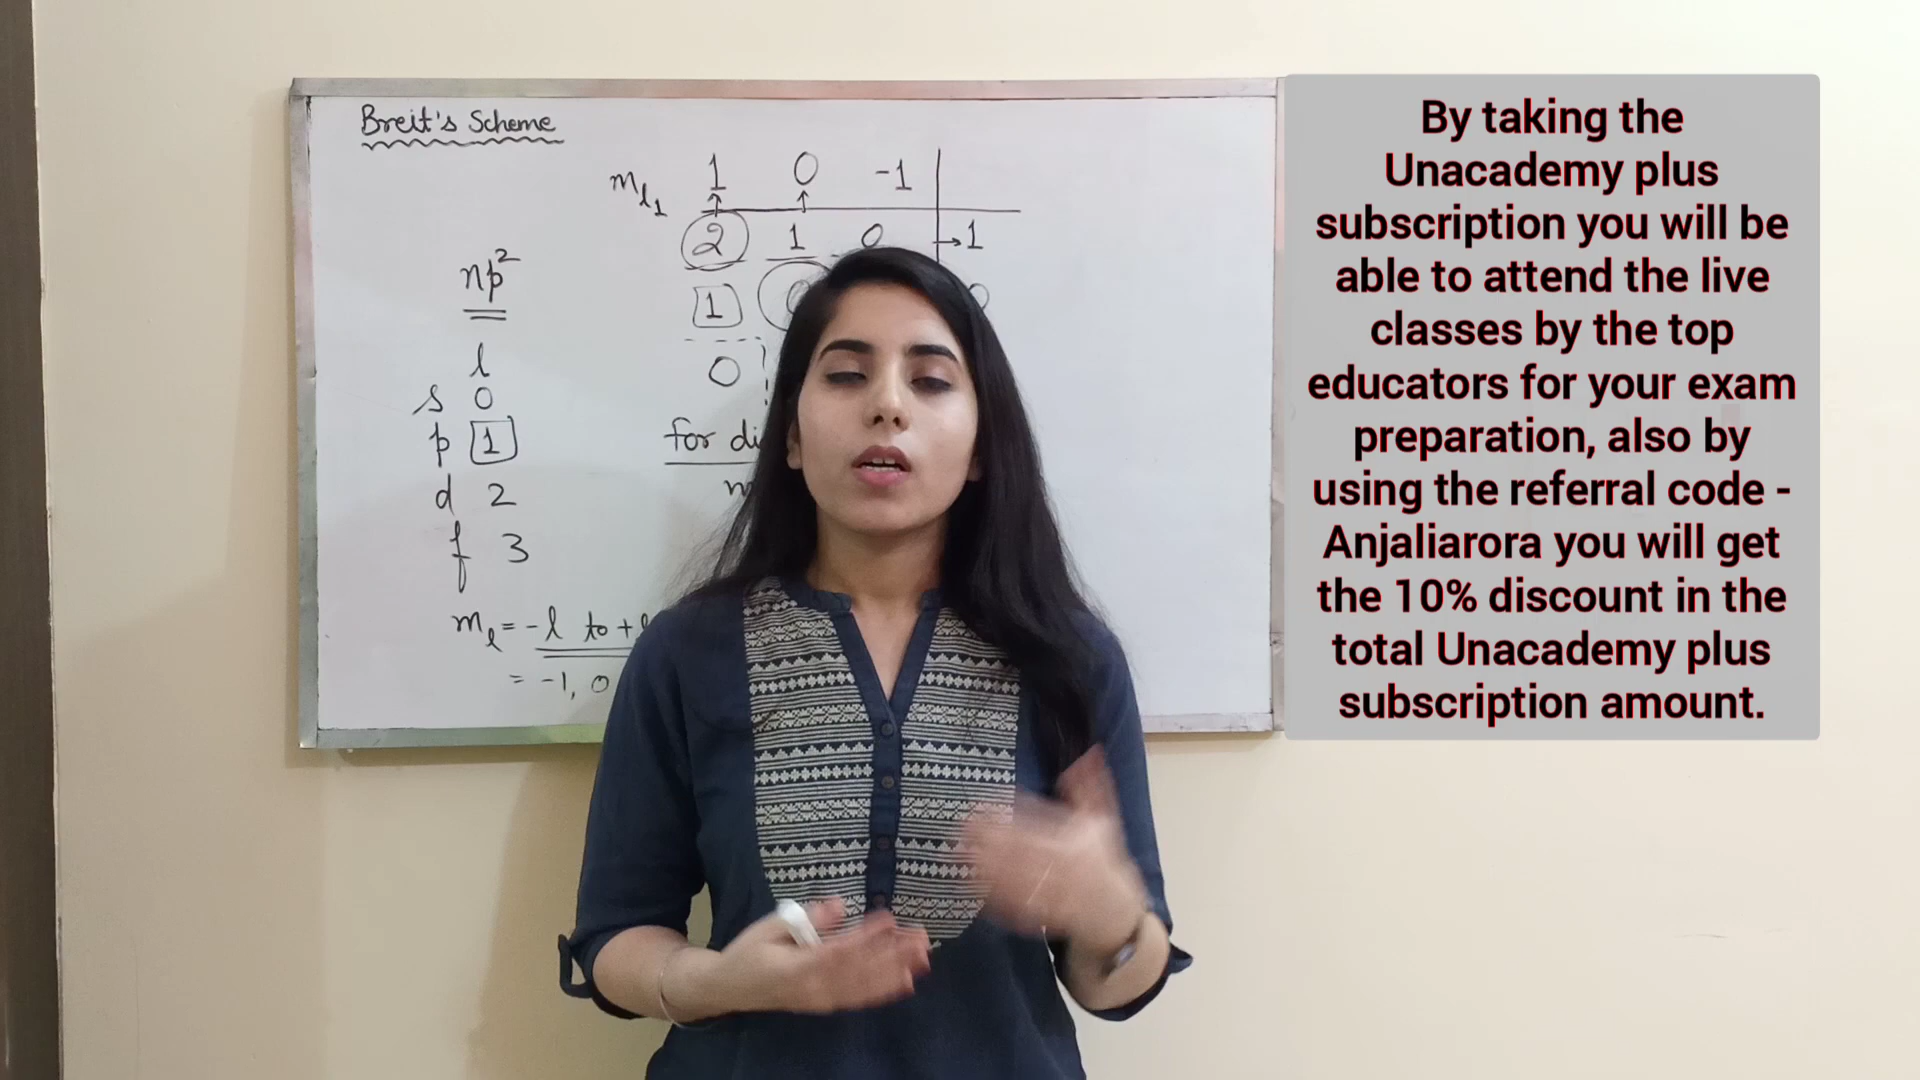 Breit's Scheme
m_l1 1 0 -1
2 1 0 → 1
np²
1
0
l
s 0
p 1
d 2
f 3
for di
m_l = -l to +l
= -1, 0
By taking the
Unacademy plus
subscription you will be
able to attend the live
classes by the top
educators for your exam
preparation, also by
using the referral code -
Anjaliarora you will get
the 10% discount in the
total Unacademy plus
subscription amount.